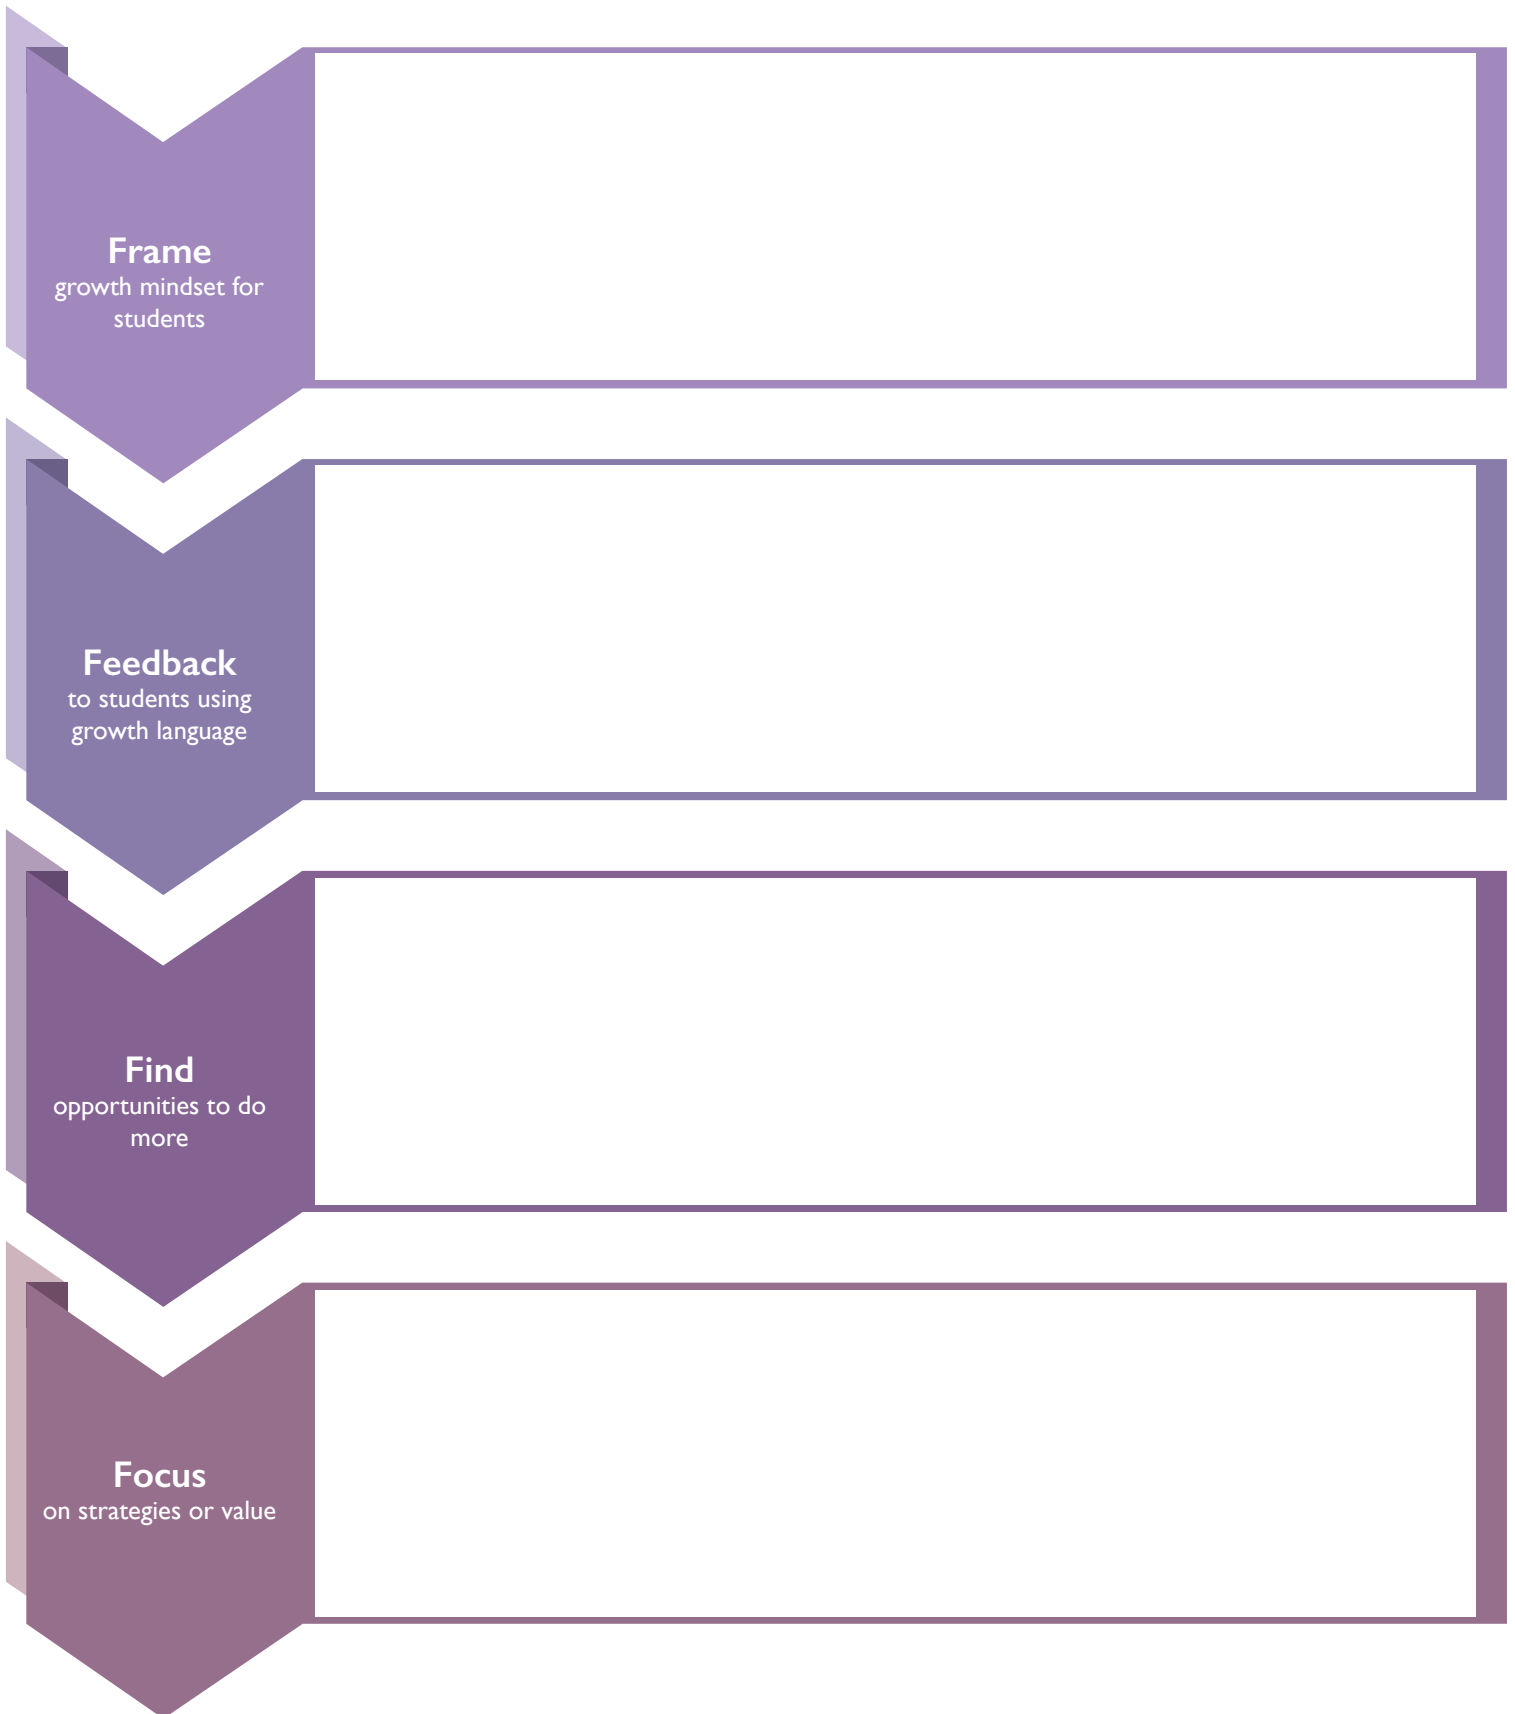 Frame
growth mindset for
students
Feedback
to students using
growth language
Find
opportunities to do
more
Focus
on strategies or value